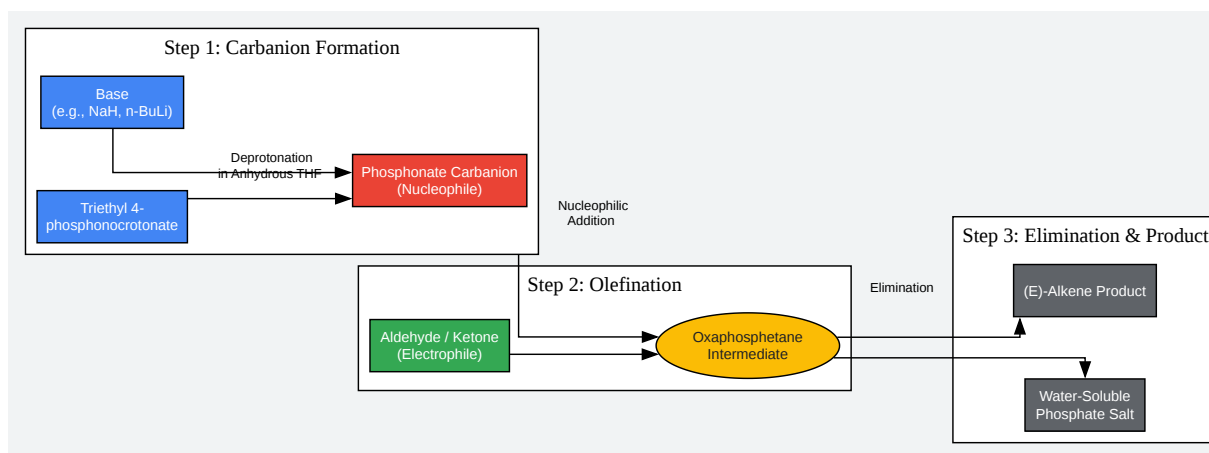 Step 1: Carbanion Formation
Base
(e.g., NaH, n-BuLi)
Deprotonation
in Anhydrous THF
Phosphonate Carbanion
(Nucleophile)
Triethyl 4-
phosphonocrotonate
Nucleophilic
Addition
Step 2: Olefination
Aldehyde / Ketone
(Electrophile)
Oxaphosphetane
Intermediate
Elimination
Step 3: Elimination & Product
(E)-Alkene Product
Water-Soluble
Phosphate Salt